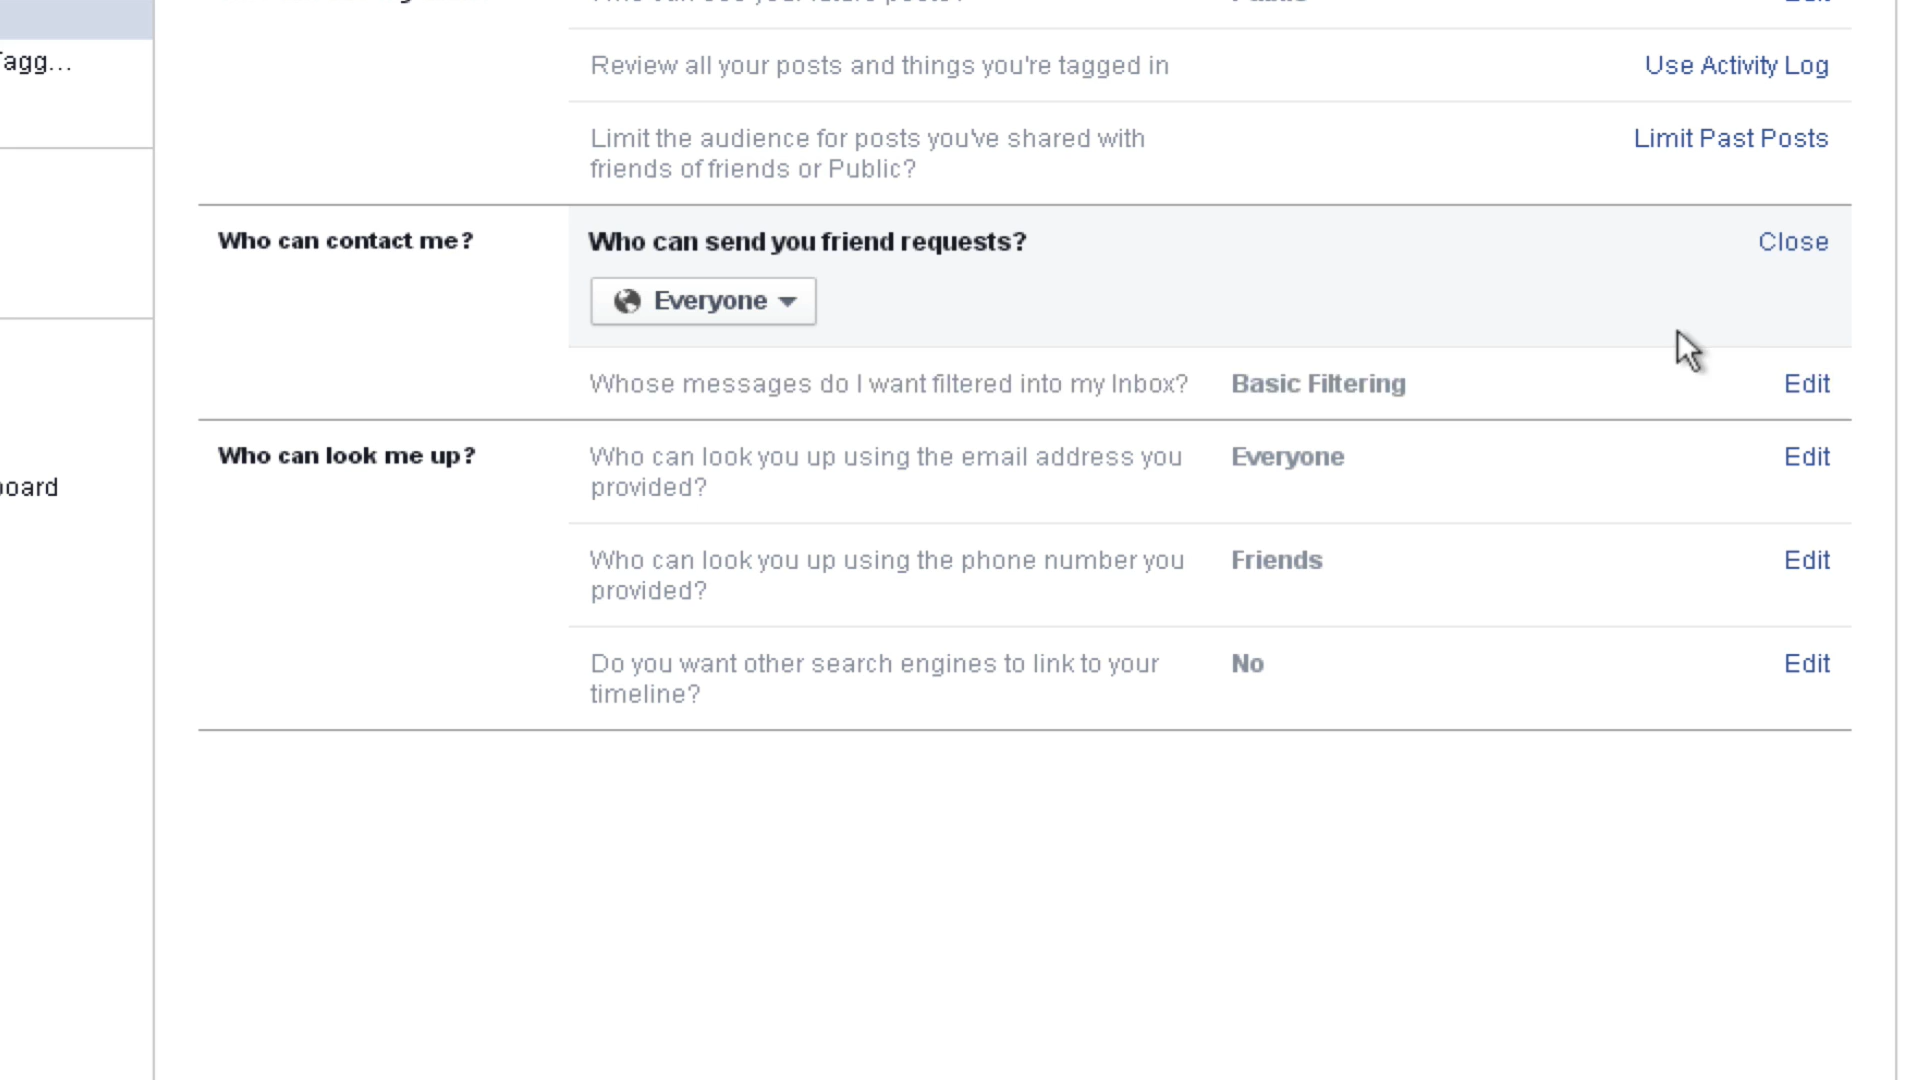 Tagg...
Review all your posts and things you're tagged in
Use Activity Log
Limit the audience for posts you've shared with
friends of friends or Public?
Limit Past Posts
Who can contact me?
Who can send you friend requests?
Close
Everyone
Whose messages do I want filtered into my Inbox?
Basic Filtering
Edit
Who can look me up?
Who can look you up using the email address you
provided?
Everyone
Edit
board
Who can look you up using the phone number you
provided?
Friends
Edit
Do you want other search engines to link to your
timeline?
No
Edit